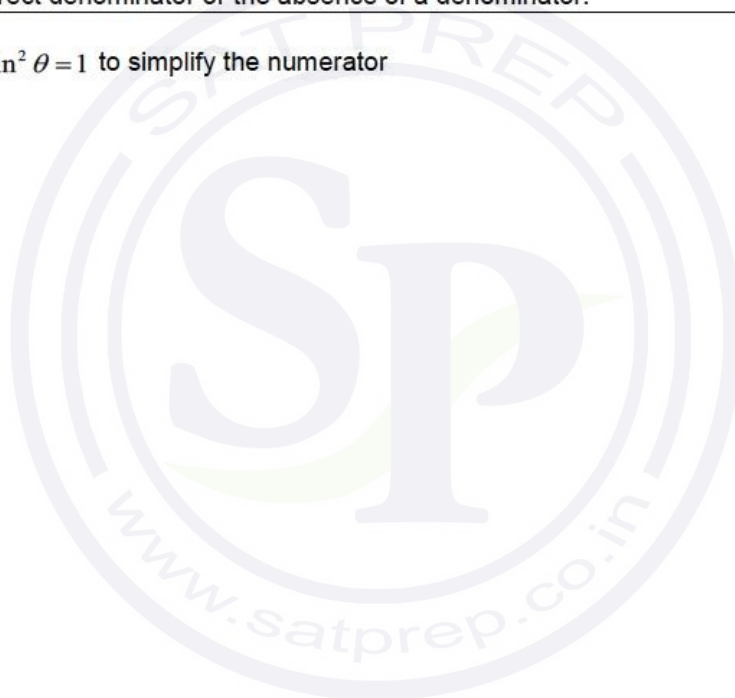 denominator or the absence of a denominator.
n² θ = 1 to simplify the numerator
SAT PREP
SP
www.satprep.co.in